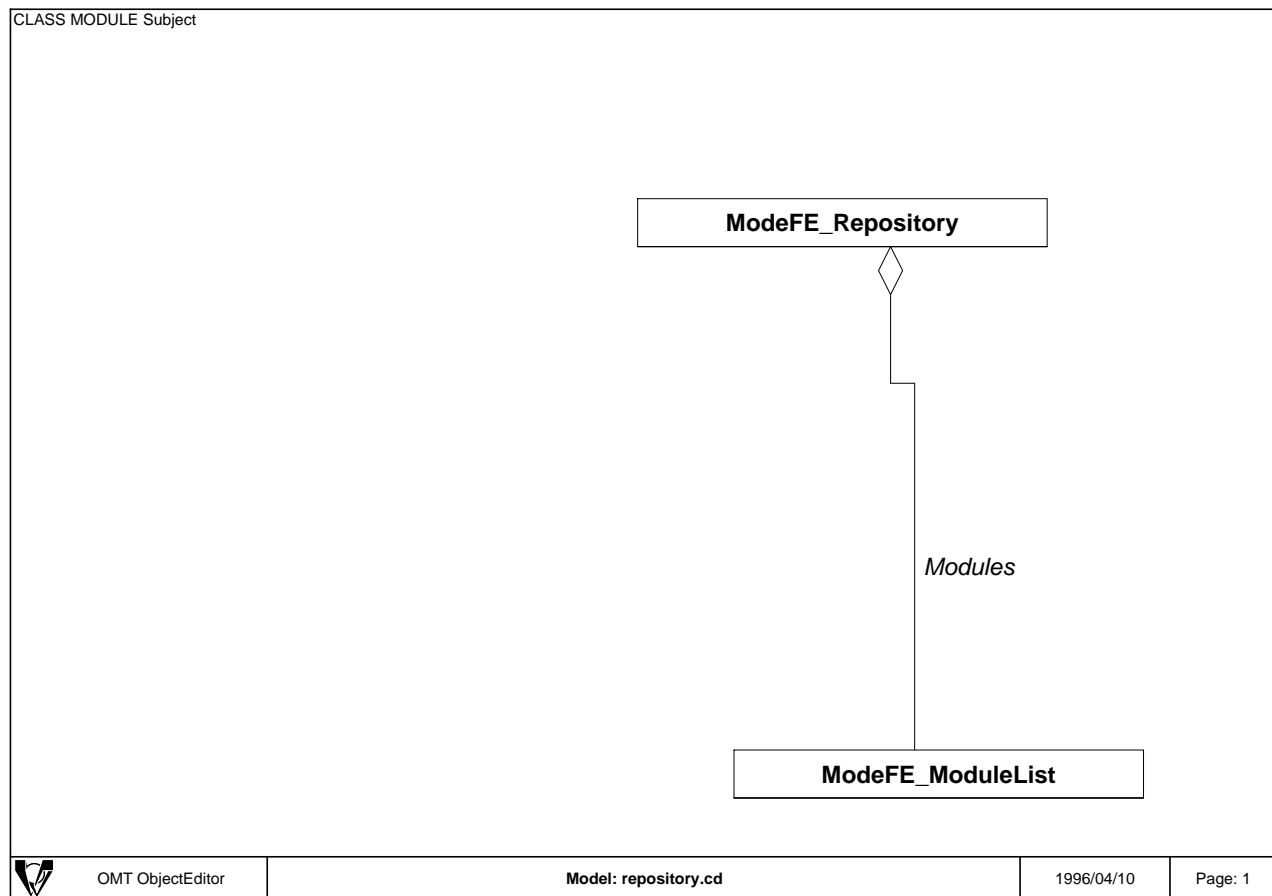 CLASS MODULE Subject
ModeFE_Repository
Modules
ModeFE_ModuleList
OMT ObjectEditor
Model: repository.cd
1996/04/10
Page: 1